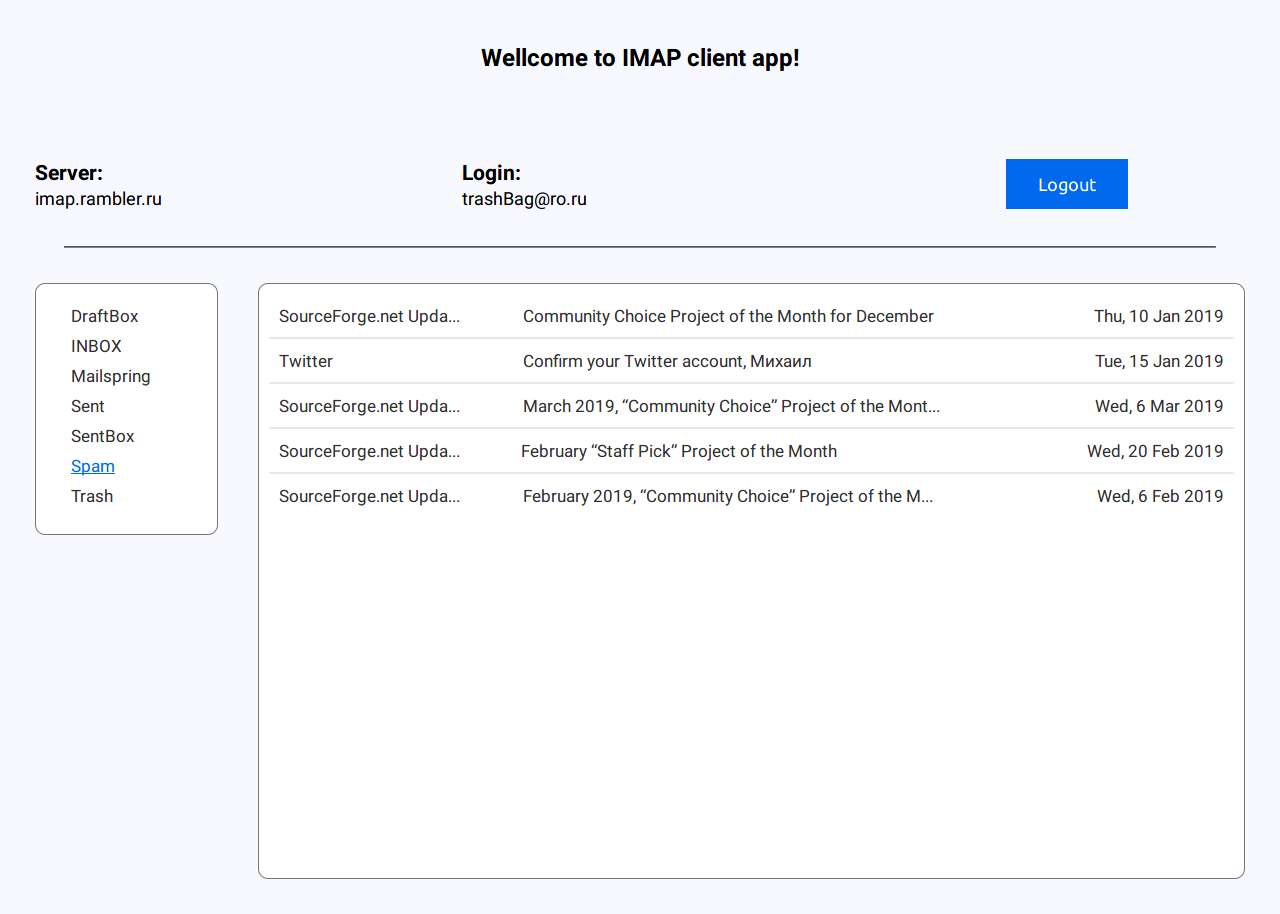 Wellcome to IMAP client app!
Server:
imap.rambler.ru
Login:
trashBag@ro.ru
Logout
DraftBox
INBOX
Mailspring
Sent
SentBox
Spam
Trash
SourceForge.net Upda... Community Choice Project of the Month for December Thu, 10 Jan 2019
Twitter Confirm your Twitter account, Михаил Tue, 15 Jan 2019
SourceForge.net Upda... March 2019, “Community Choice” Project of the Mont... Wed, 6 Mar 2019
SourceForge.net Upda... February “Staff Pick” Project of the Month Wed, 20 Feb 2019
SourceForge.net Upda... February 2019, “Community Choice” Project of the M... Wed, 6 Feb 2019